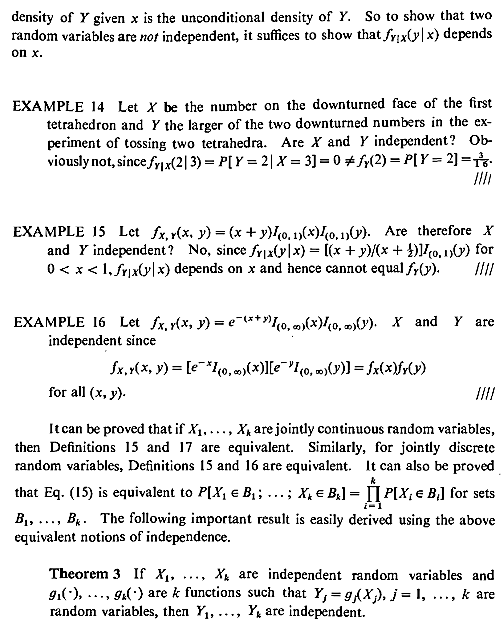 density of Y given x is the unconditional density of Y. So to show that two
random variables are not independent, it suffices to show that f_{Y|X}(y|x) depends
on x.
EXAMPLE 14 Let X be the number on the downturned face of the first
tetrahedron and Y the larger of the two downturned numbers in the ex-
periment of tossing two tetrahedra. Are X and Y independent? Ob-
viously not, since f_{Y|X}(2|3) = P[Y = 2|X = 3] = 0 ≠ f_Y(2) = P[Y = 2] = 3/16.
////
EXAMPLE 15 Let f_{X,Y}(x, y) = (x + y)I_{(0,1)}(x)I_{(0,1)}(y). Are therefore X
and Y independent? No, since f_{Y|X}(y|x) = [(x + y)/(x + ½)]I_{(0,1)}(y) for
0 < x < 1, f_{Y|X}(y|x) depends on x and hence cannot equal f_Y(y). ////
EXAMPLE 16 Let f_{X,Y}(x, y) = e^{-(x+y)}I_{(0,∞)}(x)I_{(0,∞)}(y). X and Y are
independent since
f_{X,Y}(x, y) = [e^{-x}I_{(0,∞)}(x)][e^{-y}I_{(0,∞)}(y)] = f_X(x)f_Y(y)
for all (x, y). ////
It can be proved that if X₁, ..., X_k are jointly continuous random variables,
then Definitions 15 and 17 are equivalent. Similarly, for jointly discrete
random variables, Definitions 15 and 16 are equivalent. It can also be proved
that Eq. (15) is equivalent to P[X₁ ∈ B₁; ...; X_k ∈ B_k] = ∏_{i=1}^{k} P[X_i ∈ B_i] for sets
B₁, ..., B_k. The following important result is easily derived using the above
equivalent notions of independence.
Theorem 3 If X₁, ..., X_k are independent random variables and
g₁(·), ..., g_k(·) are k functions such that Y_j = g_j(X_j), j = 1, ..., k are
random variables, then Y₁, ..., Y_k are independent.